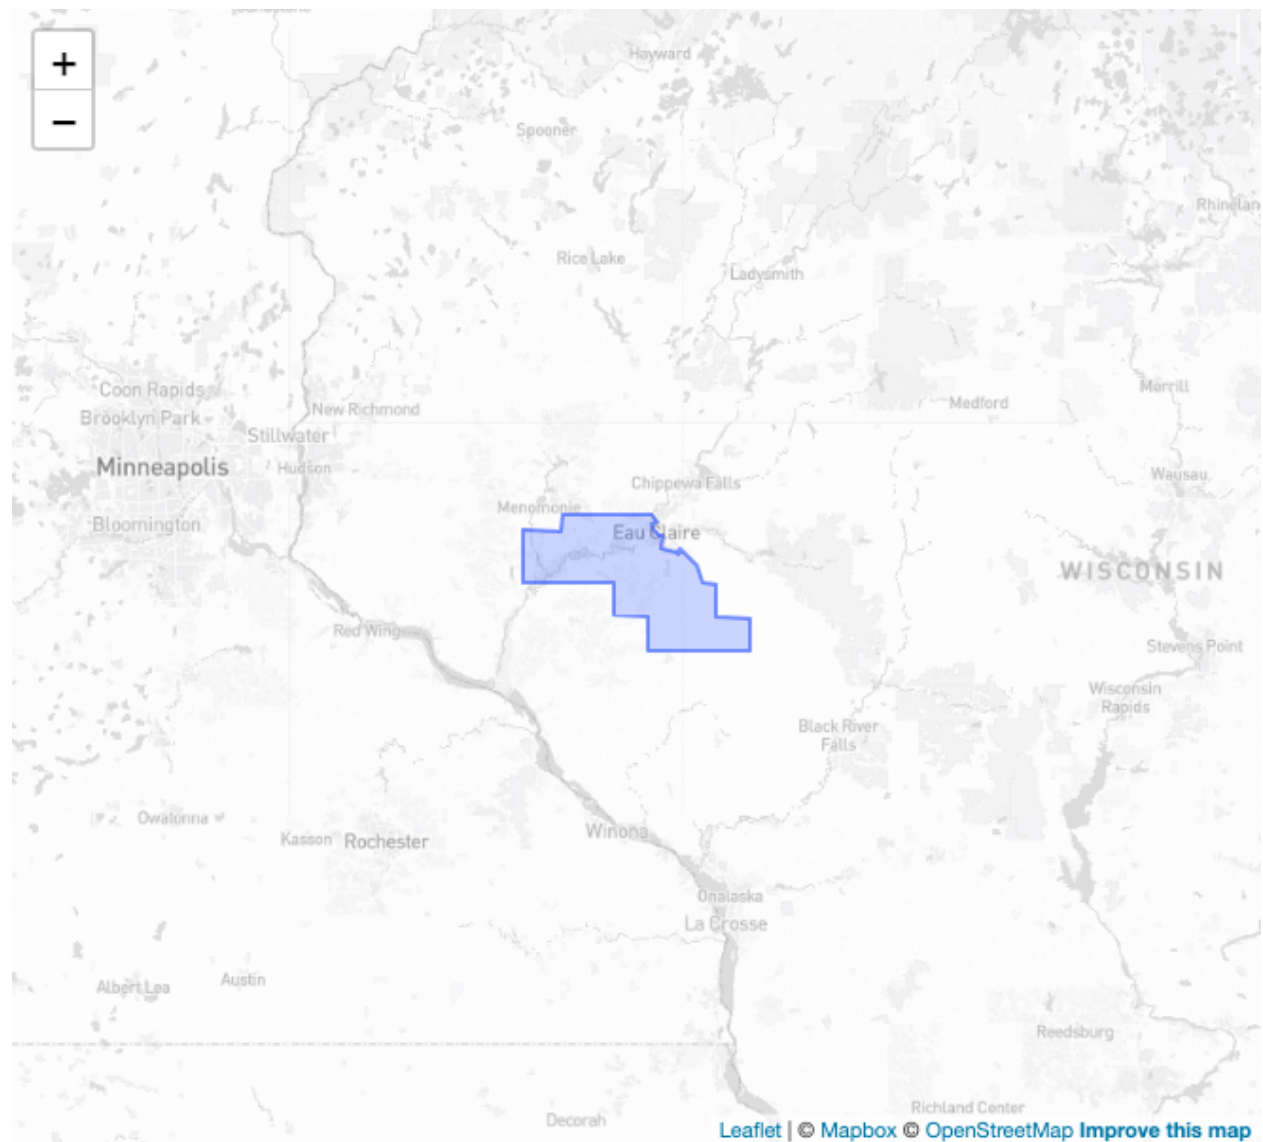 +
−
Hayward
Spooner
Rhinelan
Rice Lake
Ladysmith
Coon Rapids
Merrill
Medford
New Richmond
Brooklyn Park
Stillwater
Minneapolis
Hudson
Wausau
Chippewa Falls
Menomonie
Bloomington
Eau Claire
WISCONSIN
Red Wing
Stevens Point
Wisconsin
Rapids
Black River
Falls
Owatonna
Winona
Kasson
Rochester
Onalaska
La Crosse
Austin
Albert Lea
Reedsburg
Richland Center
Decorah
Leaflet | © Mapbox © OpenStreetMap Improve this map